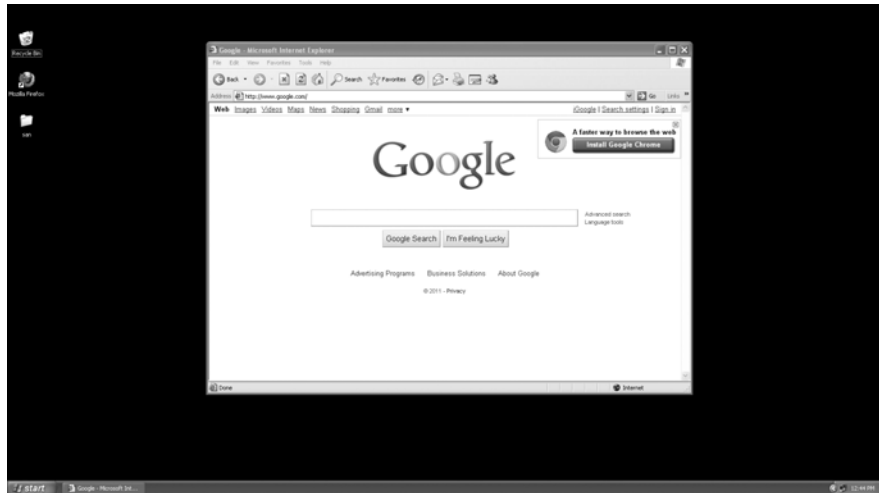 Recycle Bin
Mozilla Firefox
san
Google - Microsoft Internet Explorer
File Edit View Favorites Tools Help
Back Search Favorites
Address http://www.google.com/ Go Links
Web Images Videos Maps News Shopping Gmail more ▼ iGoogle | Search settings | Sign in
A faster way to browse the web
Install Google Chrome
Google
Advanced search
Language tools
Google Search I'm Feeling Lucky
Advertising Programs Business Solutions About Google
© 2011 - Privacy
Done Internet
start Google - Microsoft Int... 12:44 PM